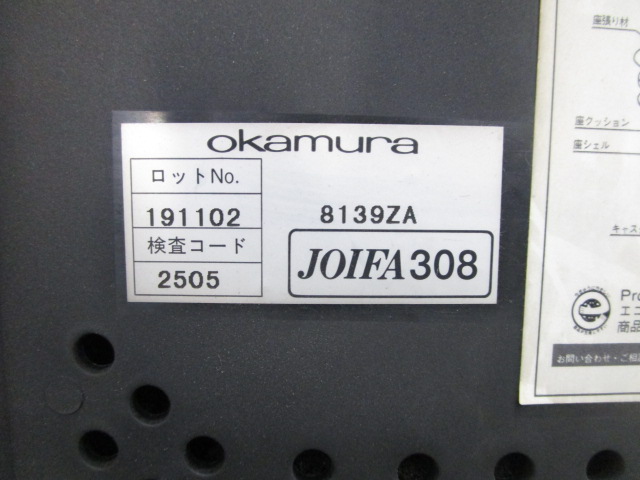 okamura
ロットNo.
191102
8139ZA
検査コード
2505
JOIFA308
座張り材
座クッション
座シェル
キャス
Pro
エコ
商品
お問い合わせ・ご相談